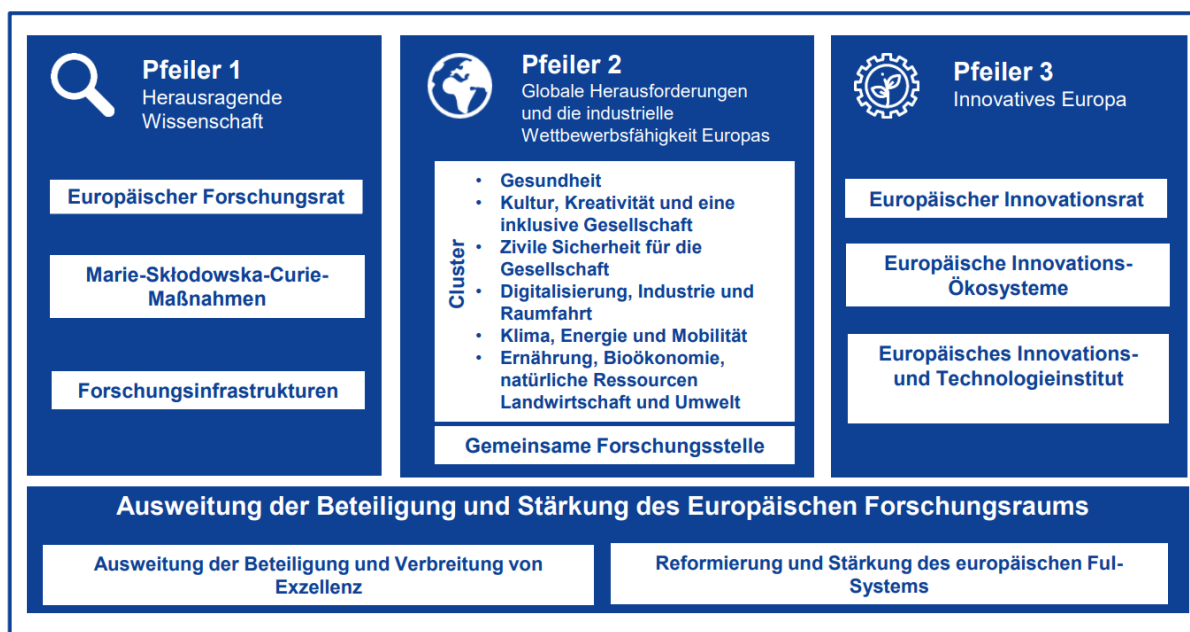 Pfeiler 1
Herausragende
Wissenschaft
Europäischer Forschungsrat
Marie-Skłodowska-Curie-
Maßnahmen
Forschungsinfrastrukturen
Pfeiler 2
Globale Herausforderungen
und die industrielle
Wettbewerbsfähigkeit Europas
Cluster
• Gesundheit
• Kultur, Kreativität und eine
inklusive Gesellschaft
• Zivile Sicherheit für die
Gesellschaft
• Digitalisierung, Industrie und
Raumfahrt
• Klima, Energie und Mobilität
• Ernährung, Bioökonomie,
natürliche Ressourcen
Landwirtschaft und Umwelt
Gemeinsame Forschungsstelle
Pfeiler 3
Innovatives Europa
Europäischer Innovationsrat
Europäische Innovations-
Ökosysteme
Europäisches Innovations-
und Technologieinstitut
Ausweitung der Beteiligung und Stärkung des Europäischen Forschungsraums
Ausweitung der Beteiligung und Verbreitung von
Exzellenz
Reformierung und Stärkung des europäischen FuI-
Systems